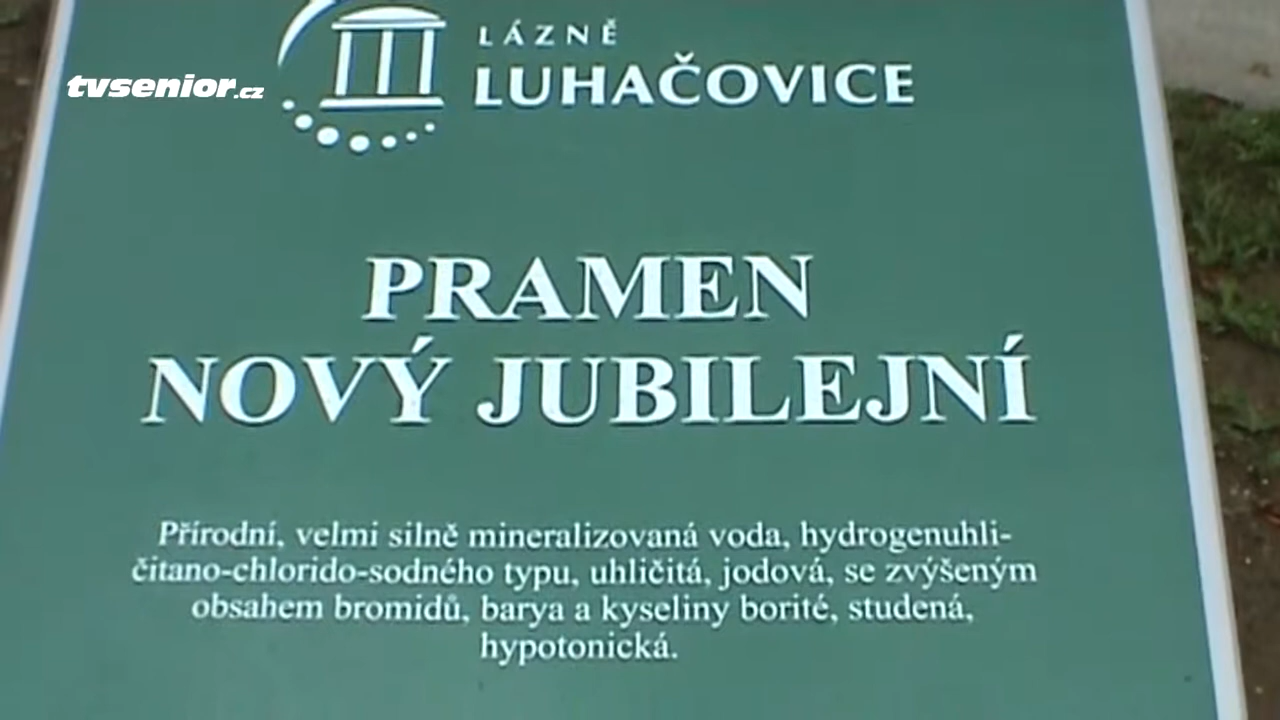 LÁZNĚ
tvsenior.cz
LUHAČOVICE
PRAMEN
NOVÝ JUBILEJNÍ
Přírodní, velmi silně mineralizovaná voda, hydrogenuhli-
čitano-chlorido-sodného typu, uhličitá, jodová, se zvýšeným
obsahem bromidů, barya a kyseliny borité, studená,
hypotonická.